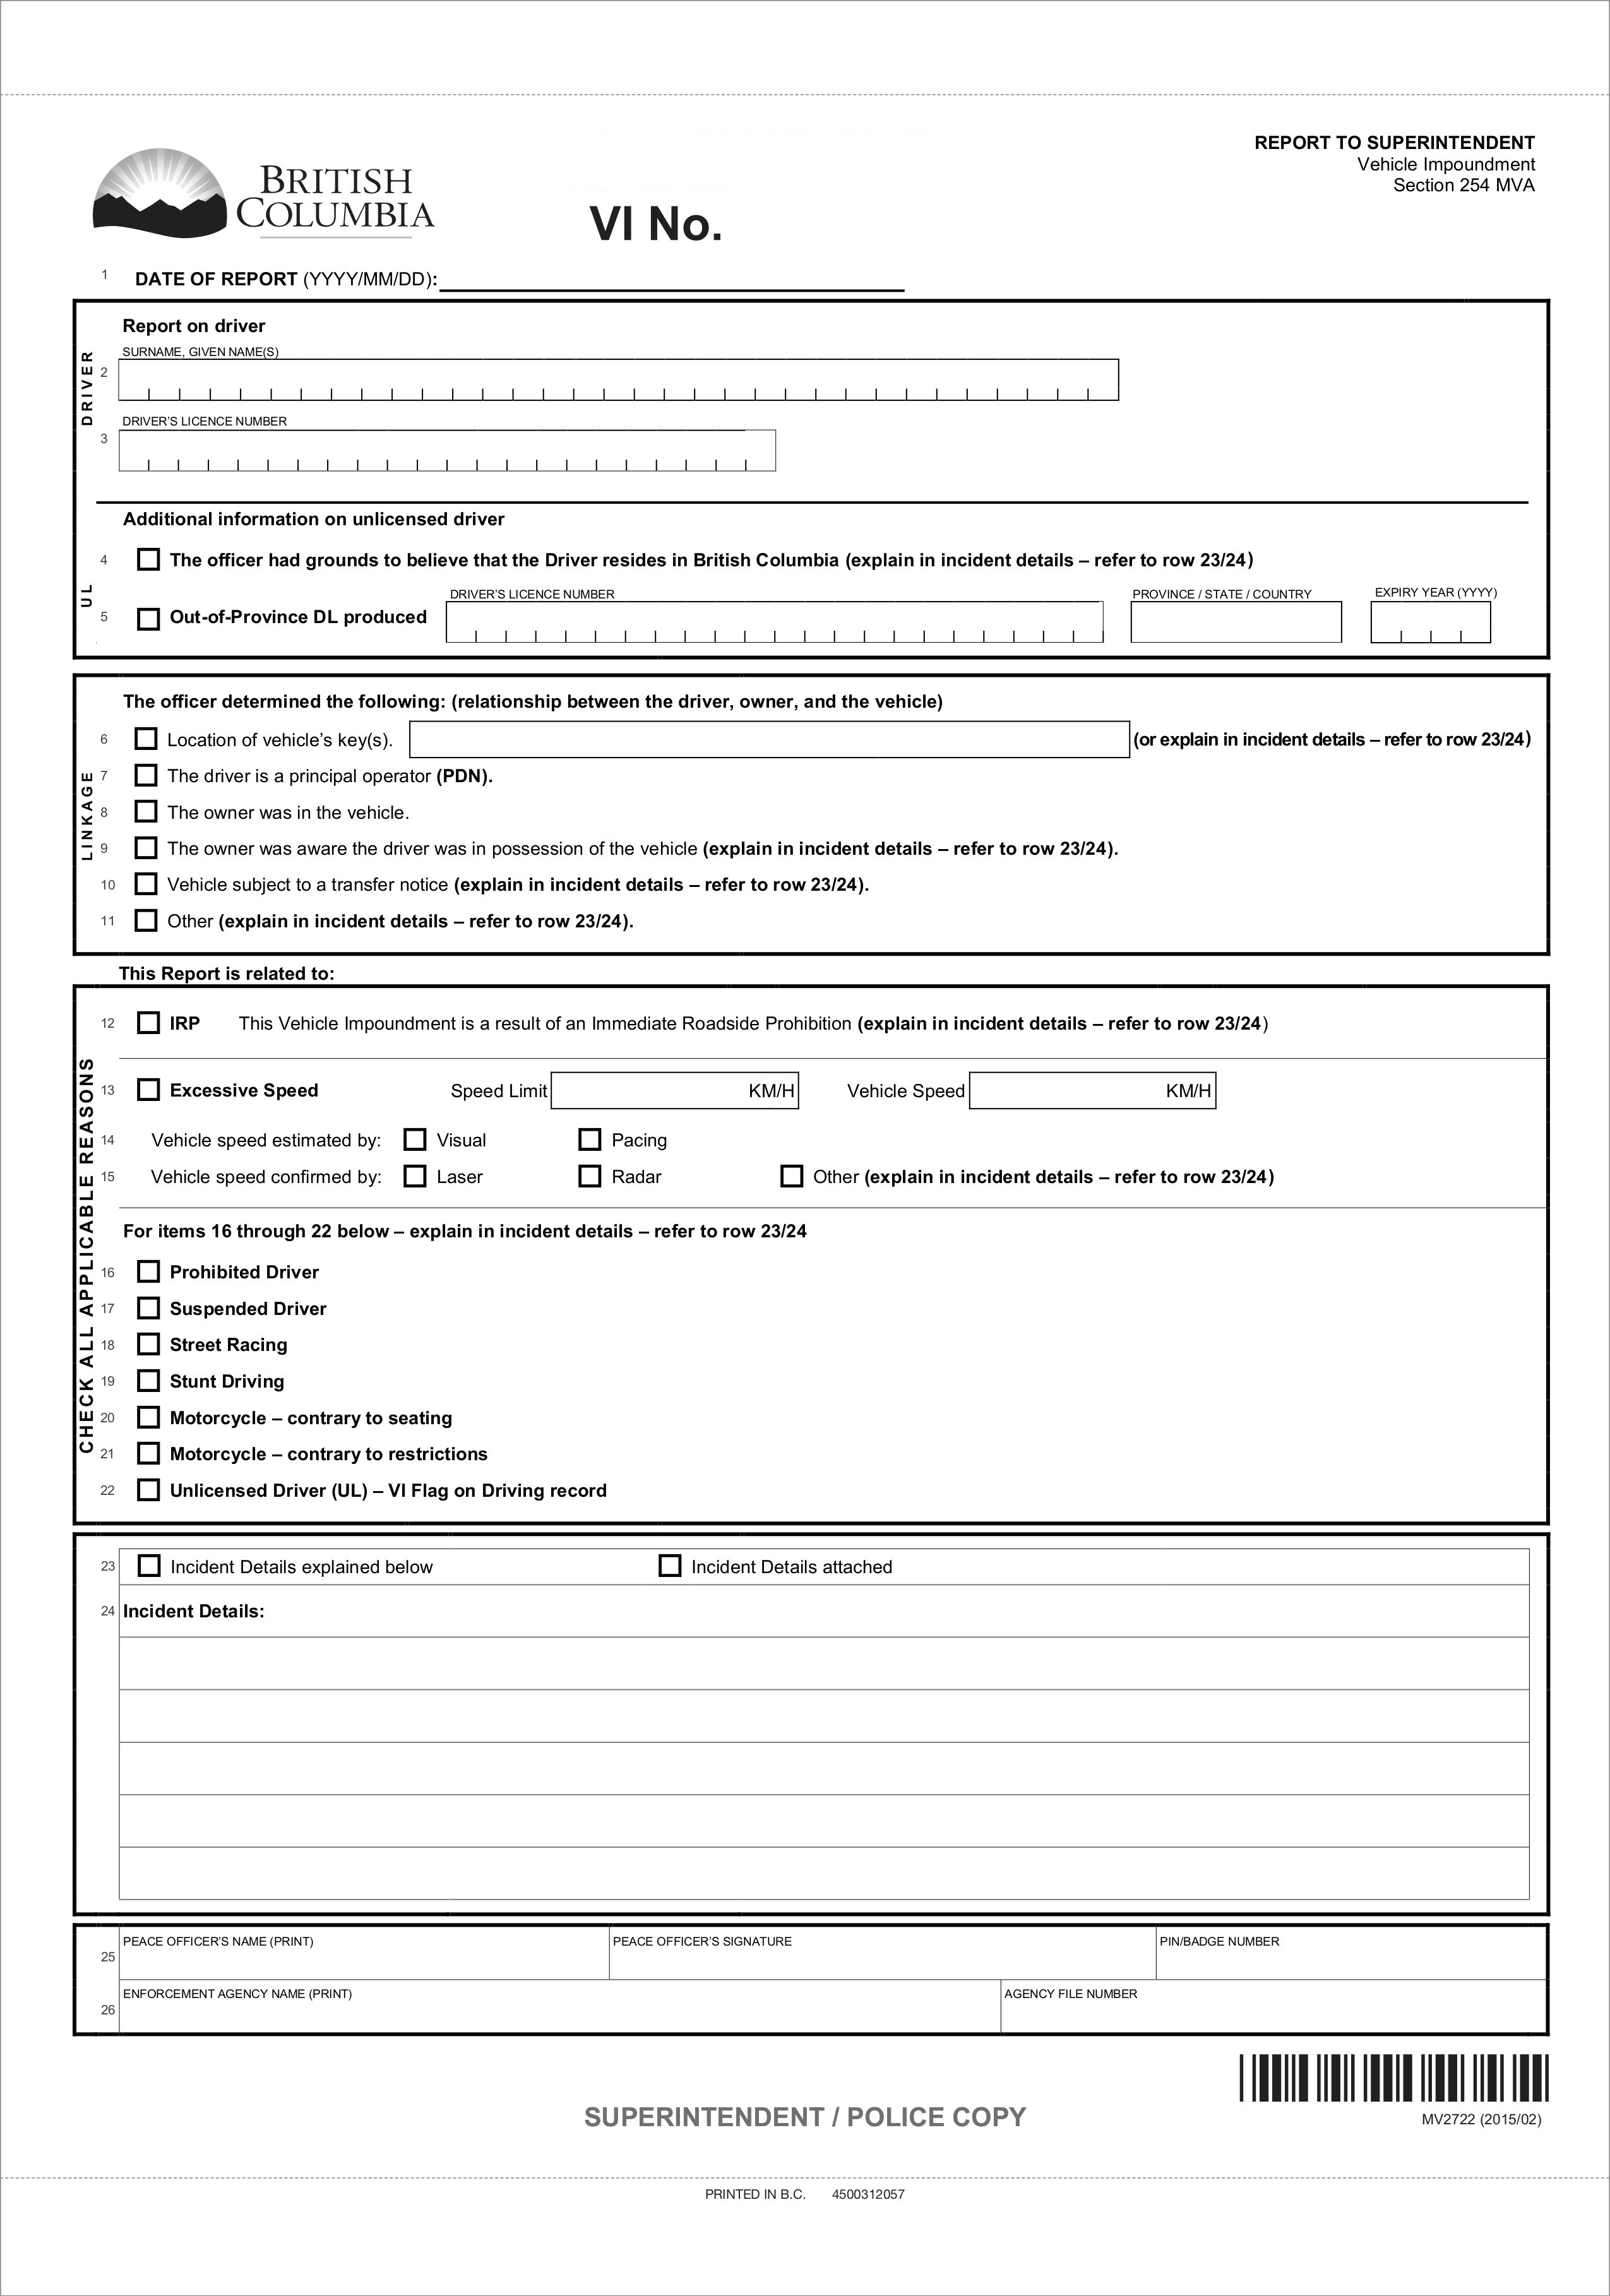 REPORT TO SUPERINTENDENT
Vehicle Impoundment
Section 254 MVA
BRITISH
COLUMBIA
VI No.
1 DATE OF REPORT (YYYY/MM/DD):
DRIVER
Report on driver
SURNAME, GIVEN NAME(S)
2
DRIVER'S LICENCE NUMBER
3
UL
Additional information on unlicensed driver
4 The officer had grounds to believe that the Driver resides in British Columbia (explain in incident details – refer to row 23/24)
DRIVER'S LICENCE NUMBER PROVINCE / STATE / COUNTRY EXPIRY YEAR (YYYY)
5 Out-of-Province DL produced
LINKAGE
The officer determined the following: (relationship between the driver, owner, and the vehicle)
6 Location of vehicle's key(s). (or explain in incident details – refer to row 23/24)
7 The driver is a principal operator (PDN).
8 The owner was in the vehicle.
9 The owner was aware the driver was in possession of the vehicle (explain in incident details – refer to row 23/24).
10 Vehicle subject to a transfer notice (explain in incident details – refer to row 23/24).
11 Other (explain in incident details – refer to row 23/24).
This Report is related to:
CHECK ALL APPLICABLE REASONS
12 IRP This Vehicle Impoundment is a result of an Immediate Roadside Prohibition (explain in incident details – refer to row 23/24)
13 Excessive Speed Speed Limit KM/H Vehicle Speed KM/H
14 Vehicle speed estimated by: Visual Pacing
15 Vehicle speed confirmed by: Laser Radar Other (explain in incident details – refer to row 23/24)
For items 16 through 22 below – explain in incident details – refer to row 23/24
16 Prohibited Driver
17 Suspended Driver
18 Street Racing
19 Stunt Driving
20 Motorcycle – contrary to seating
21 Motorcycle – contrary to restrictions
22 Unlicensed Driver (UL) – VI Flag on Driving record
23 Incident Details explained below Incident Details attached
24 Incident Details:
PEACE OFFICER'S NAME (PRINT) PEACE OFFICER'S SIGNATURE PIN/BADGE NUMBER
25
ENFORCEMENT AGENCY NAME (PRINT) AGENCY FILE NUMBER
26
SUPERINTENDENT / POLICE COPY
MV2722 (2015/02)
PRINTED IN B.C. 4500312057